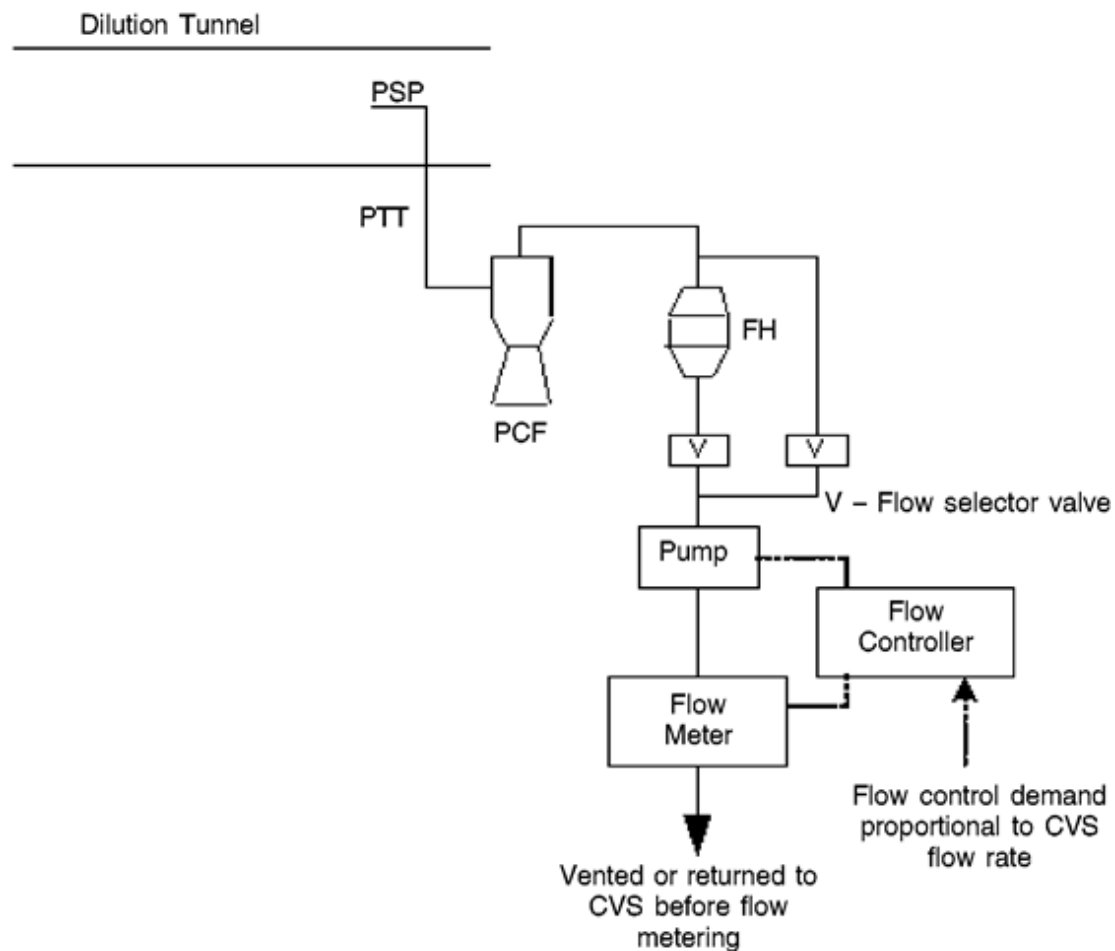 Dilution Tunnel
PSP
PTT
FH
PCF
V
V
V – Flow selector valve
Pump
Flow
Controller
Flow
Meter
Flow control demand
proportional to CVS
flow rate
Vented or returned to
CVS before flow
metering